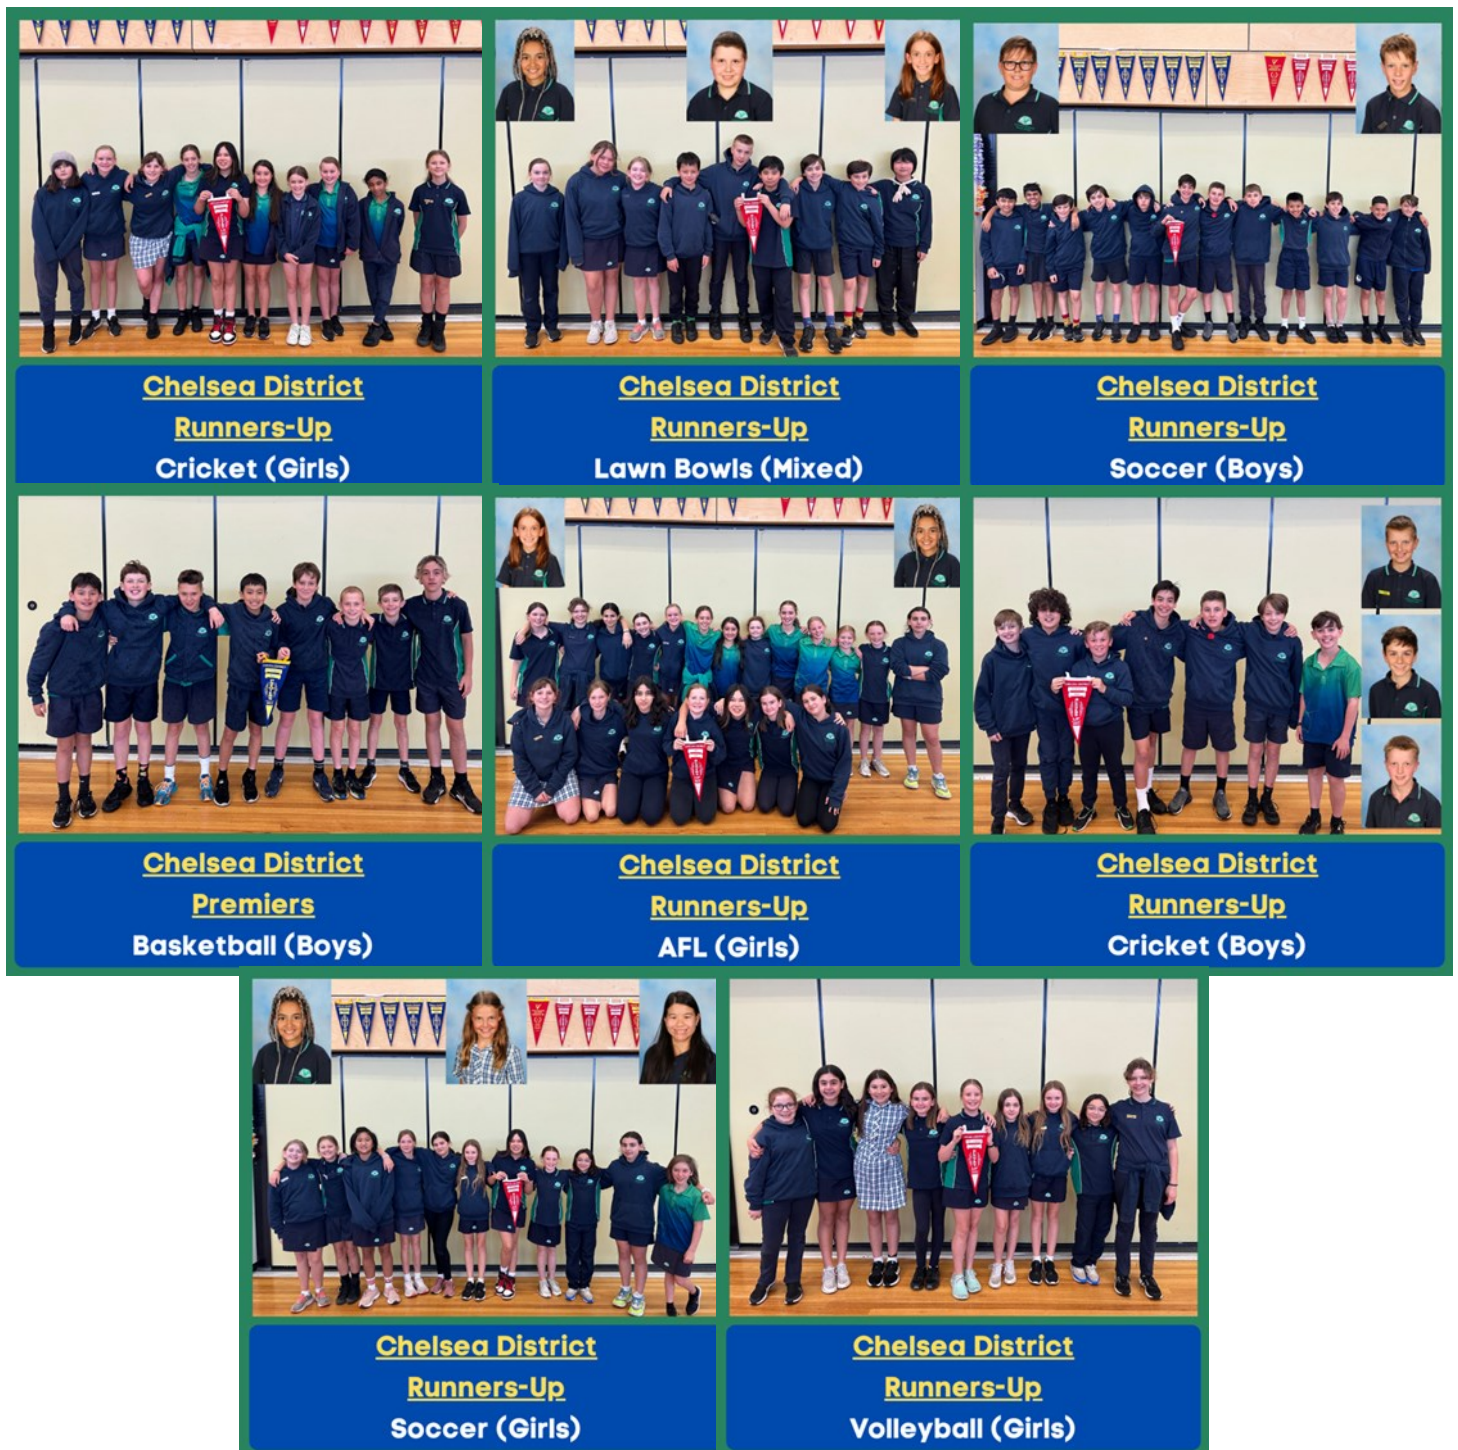 Chelsea District
Runners-Up
Cricket (Girls)
Chelsea District
Runners-Up
Lawn Bowls (Mixed)
Chelsea District
Runners-Up
Soccer (Boys)
Chelsea District
Premiers
Basketball (Boys)
Chelsea District
Runners-Up
AFL (Girls)
Chelsea District
Runners-Up
Cricket (Boys)
Chelsea District
Runners-Up
Soccer (Girls)
Chelsea District
Runners-Up
Volleyball (Girls)